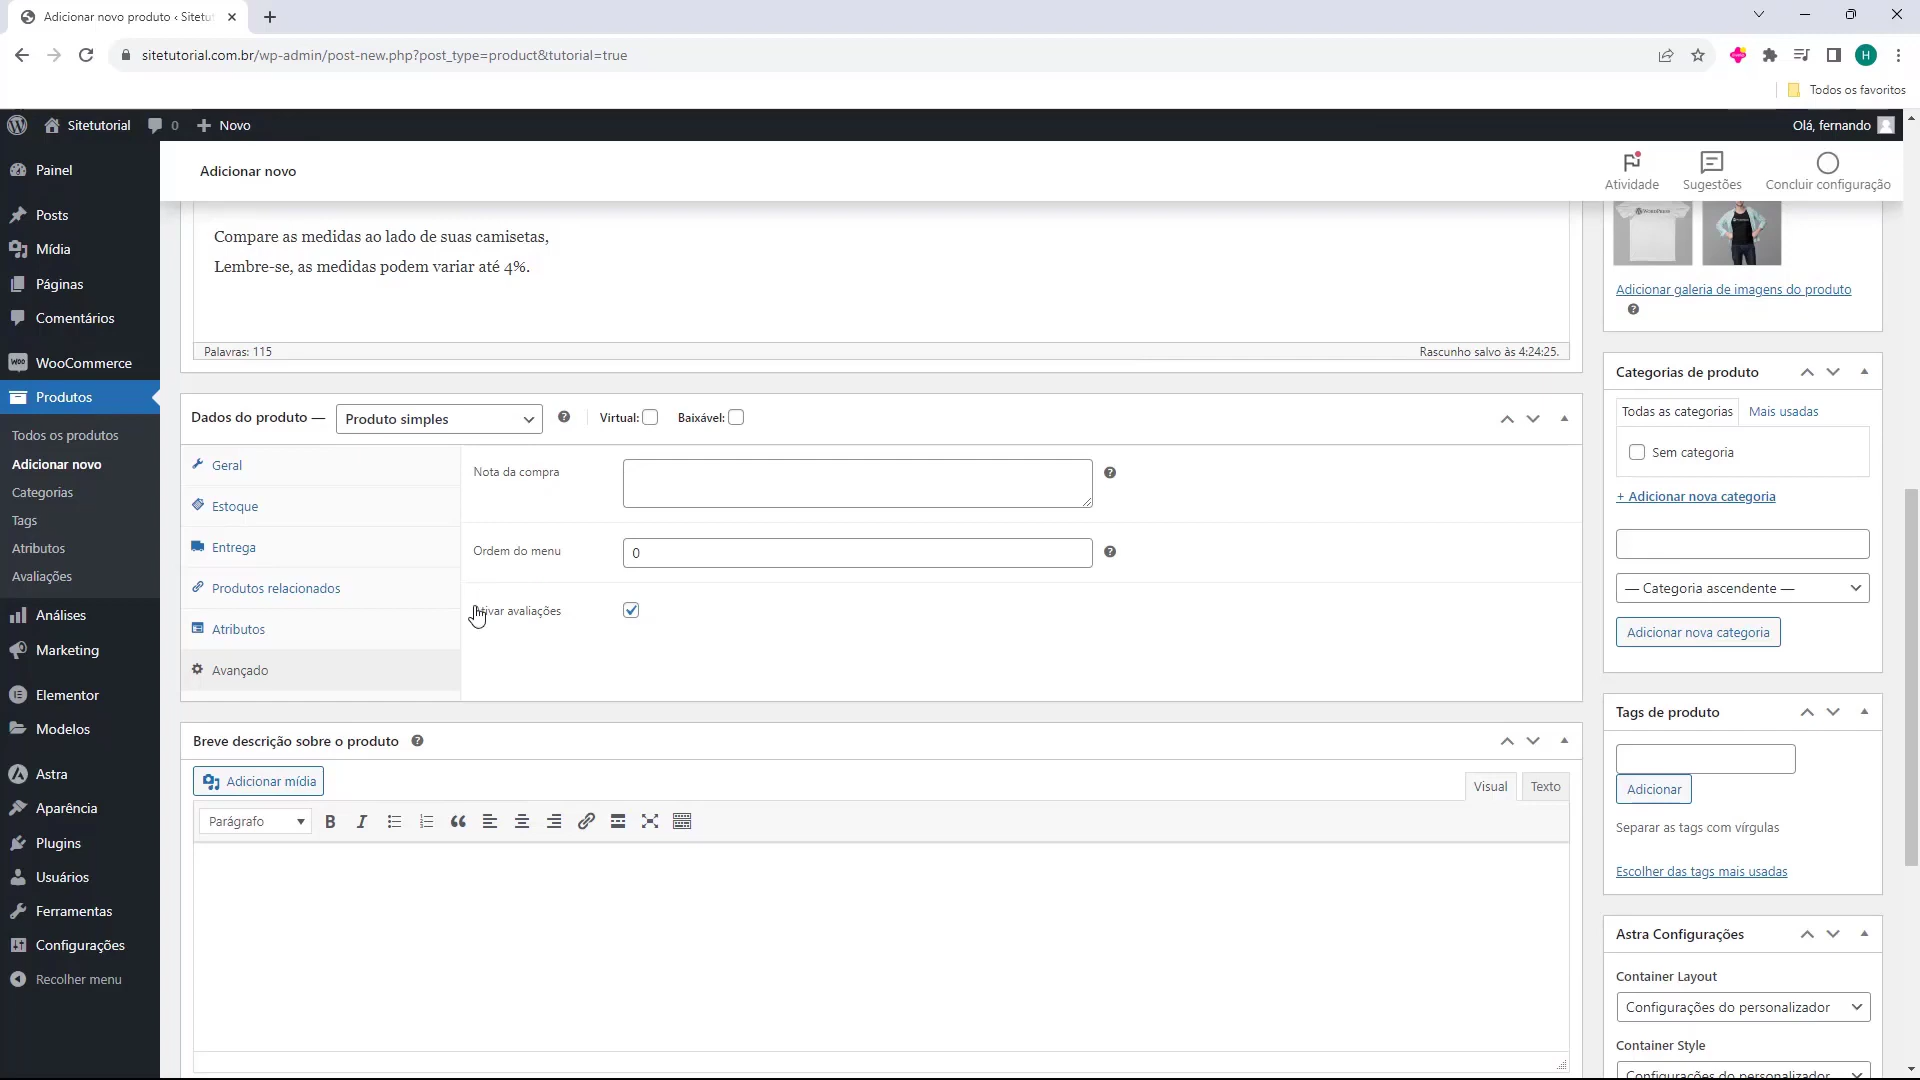 Adicionar novo produto ‹ Sitetu
sitetutorial.com.br/wp-admin/post-new.php?post_type=product&tutorial=true
H
Todos os favoritos
Sitetutorial
0
Novo
Olá, fernando
Painel
Posts
Mídia
Páginas
Comentários
WooCommerce
Produtos
Todos os produtos
Adicionar novo
Categorias
Tags
Atributos
Avaliações
Análises
Marketing
Elementor
Modelos
Astra
Aparência
Plugins
Usuários
Ferramentas
Configurações
Recolher menu
Adicionar novo
Atividade
Sugestões
Concluir configuração
Compare as medidas ao lado de suas camisetas,
Lembre-se, as medidas podem variar até 4%.
Palavras: 115
Rascunho salvo às 4:24:25.
Dados do produto —
Produto simples
Virtual:
Baixável:
Geral
Estoque
Entrega
Produtos relacionados
Atributos
Avançado
Nota da compra
Ordem do menu
0
tivar avaliações
Breve descrição sobre o produto
Adicionar mídia
Visual
Texto
Parágrafo
B
I
WORDPRESS
Adicionar galeria de imagens do produto
Categorias de produto
Todas as categorias
Mais usadas
Sem categoria
+ Adicionar nova categoria
— Categoria ascendente —
Adicionar nova categoria
Tags de produto
Adicionar
Separar as tags com vírgulas
Escolher das tags mais usadas
Astra Configurações
Container Layout
Configurações do personalizador
Container Style
Configurações do personalizador